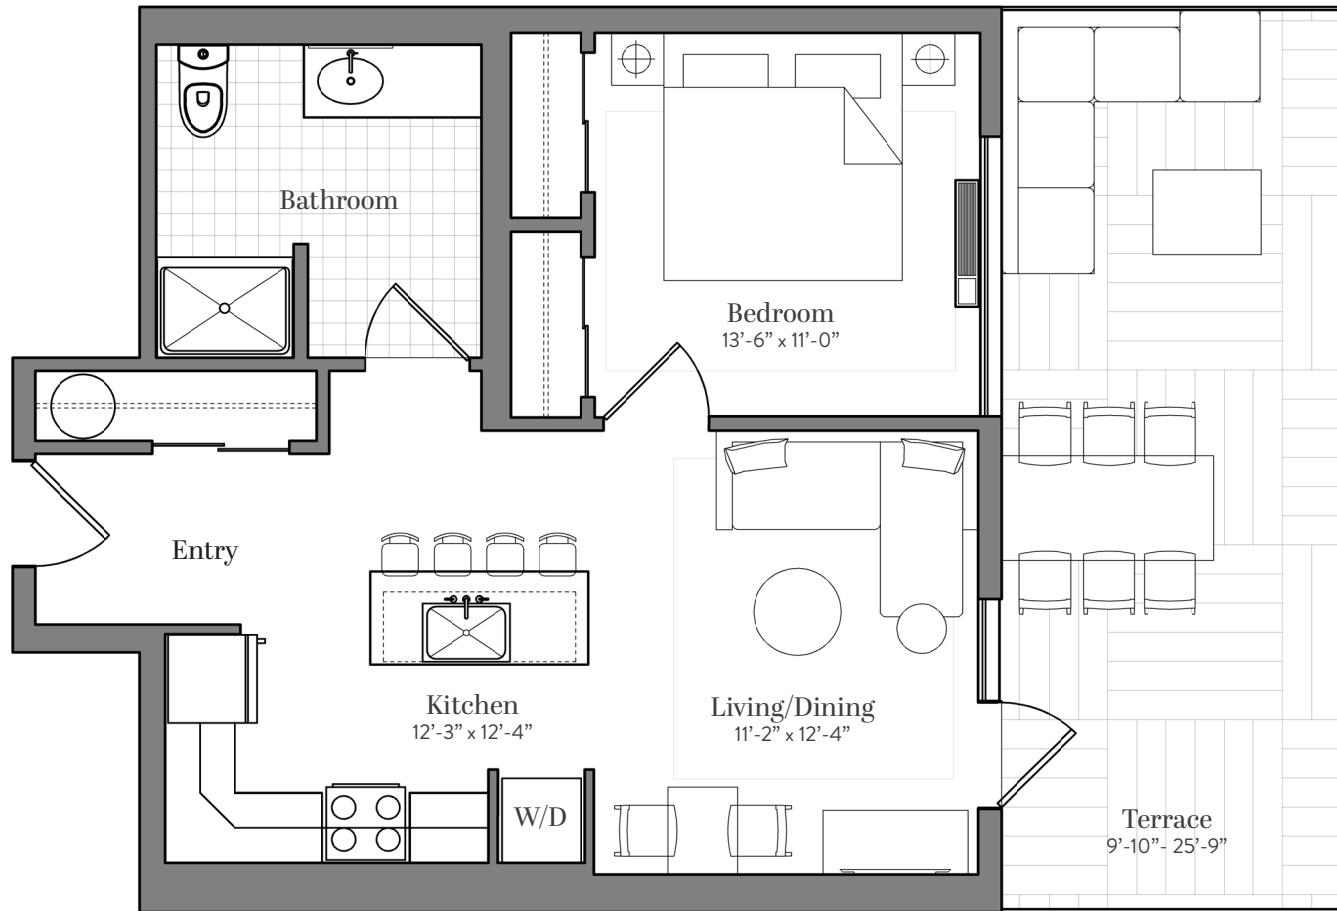 Bathroom
Bedroom
13’-6” x 11’-0”
Entry
Kitchen
12’-3” x 12’-4”
Living/Dining
11’-2” x 12’-4”
W/D
Terrace
9’-10”- 25’-9”